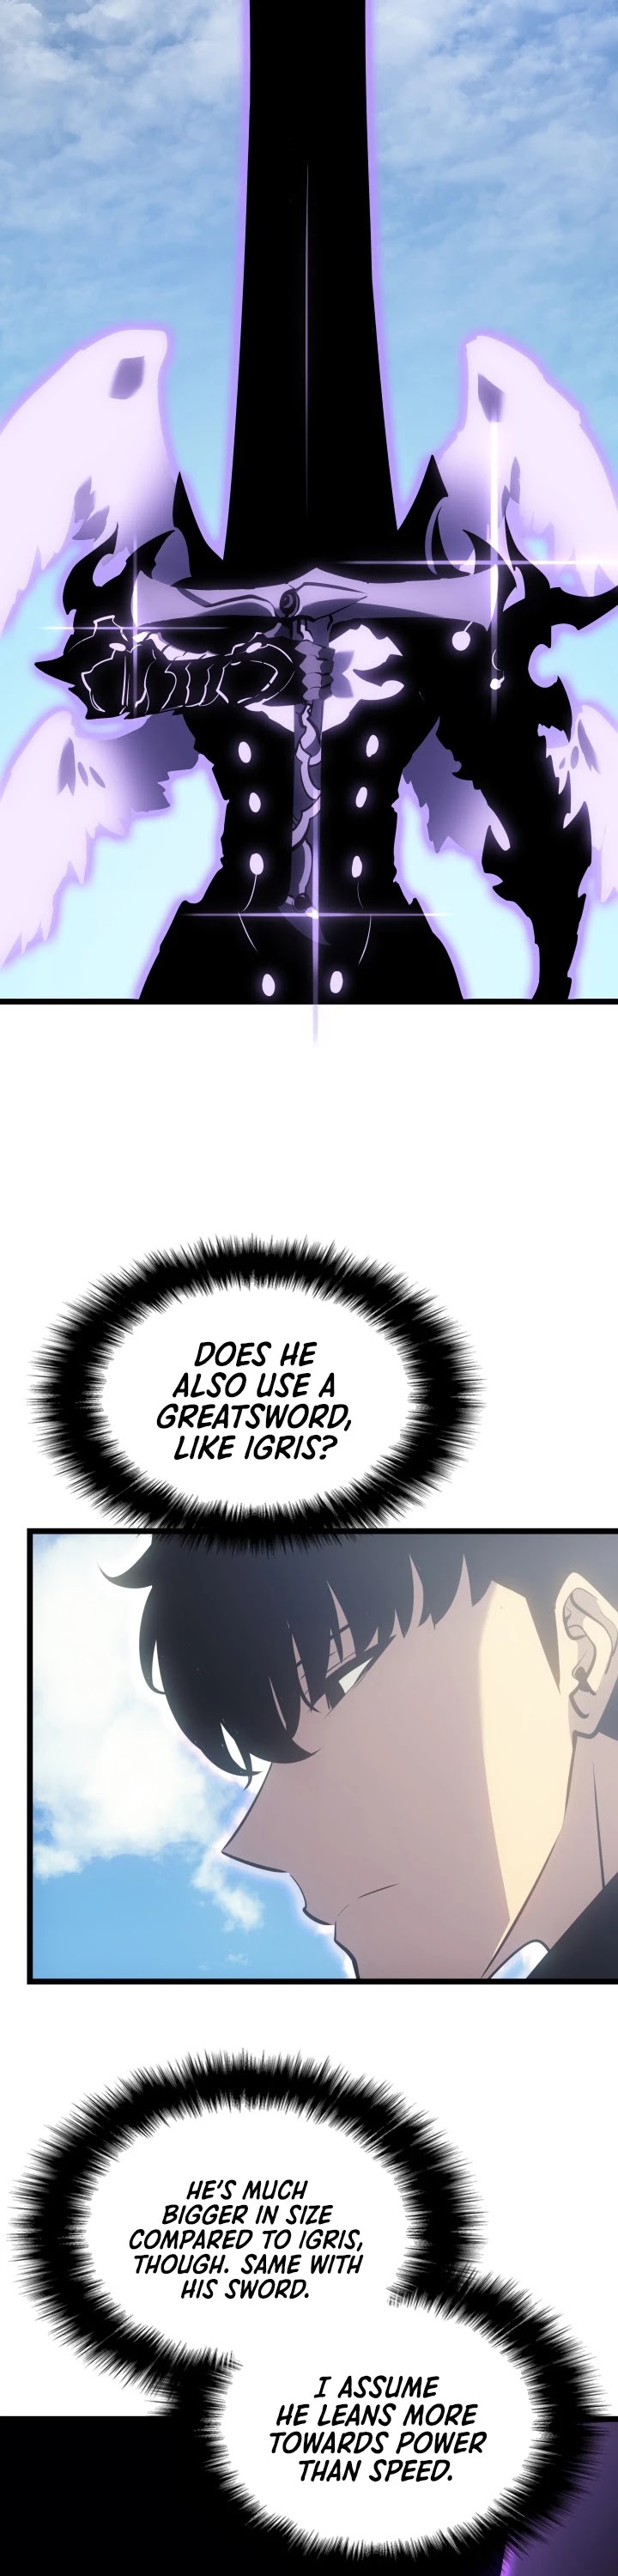 DOES HE
ALSO USE A
GREATSWORD,
LIKE IGRIS?
HE'S MUCH
BIGGER IN SIZE
COMPARED TO IGRIS,
THOUGH. SAME WITH
HIS SWORD.
I ASSUME
HE LEANS MORE
TOWARDS POWER
THAN SPEED.